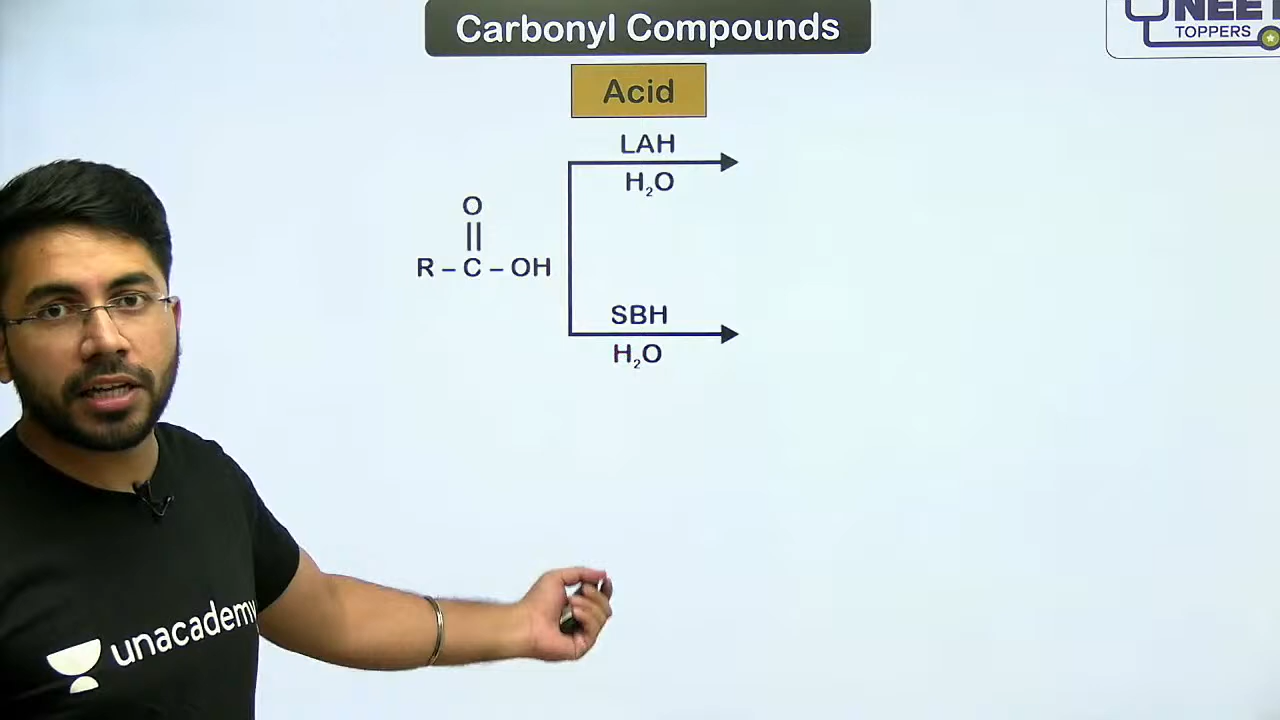 Carbonyl Compounds
NEET
TOPPERS
Acid
LAH
H₂O
O
||
R – C – OH
SBH
H₂O
unacademy